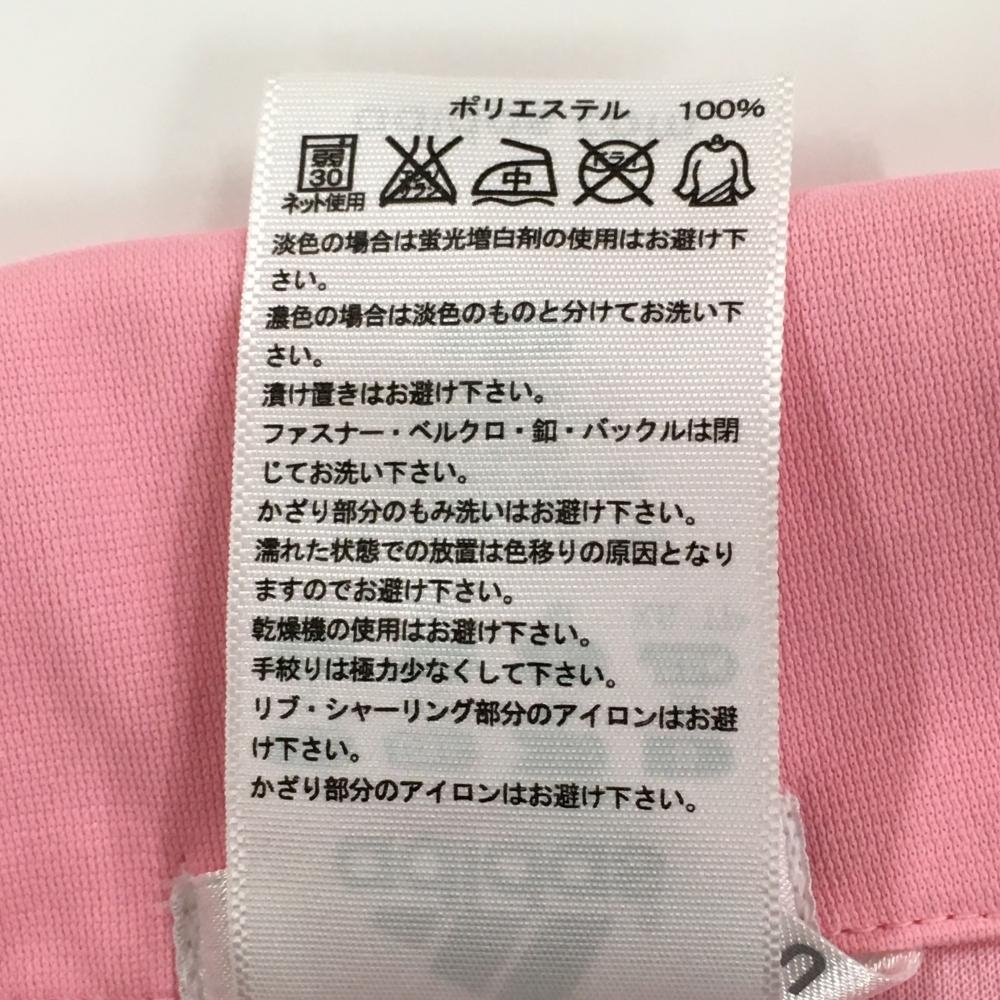 ポリエステル 100%
弱
30
ネット使用
中
ドライ
淡色の場合は蛍光増白剤の使用はお避け下
さい。
濃色の場合は淡色のものと分けてお洗い下
さい。
漬け置きはお避け下さい。
ファスナー・ベルクロ・釦・バックルは閉
じてお洗い下さい。
かざり部分のもみ洗いはお避け下さい。
濡れた状態での放置は色移りの原因となり
ますのでお避け下さい。
乾燥機の使用はお避け下さい。
手絞りは極力少なくして下さい。
リブ・シャーリング部分のアイロンはお避
け下さい。
かざり部分のアイロンはお避け下さい。